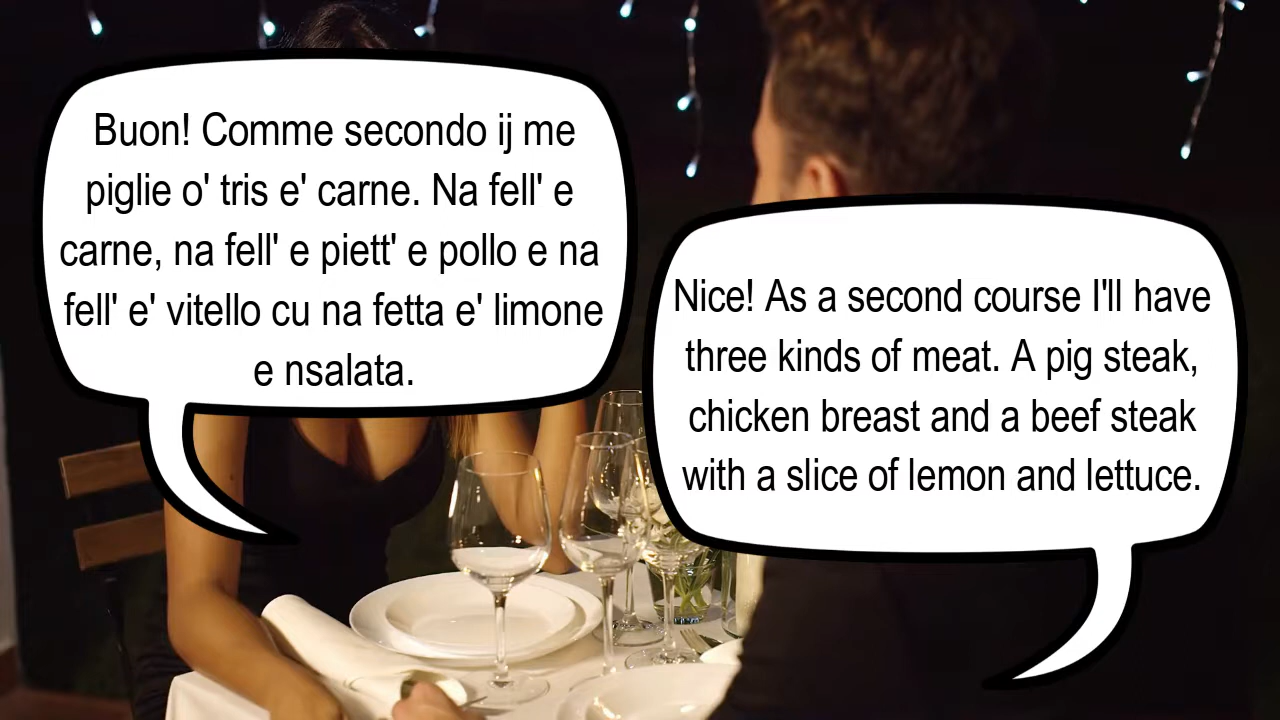 Buon! Comme secondo ij me
piglie o' tris e' carne. Na fell' e
carne, na fell' e piett' e pollo e na
fell' e' vitello cu na fetta e' limone
e nsalata.
Nice! As a second course I'll have
three kinds of meat. A pig steak,
chicken breast and a beef steak
with a slice of lemon and lettuce.